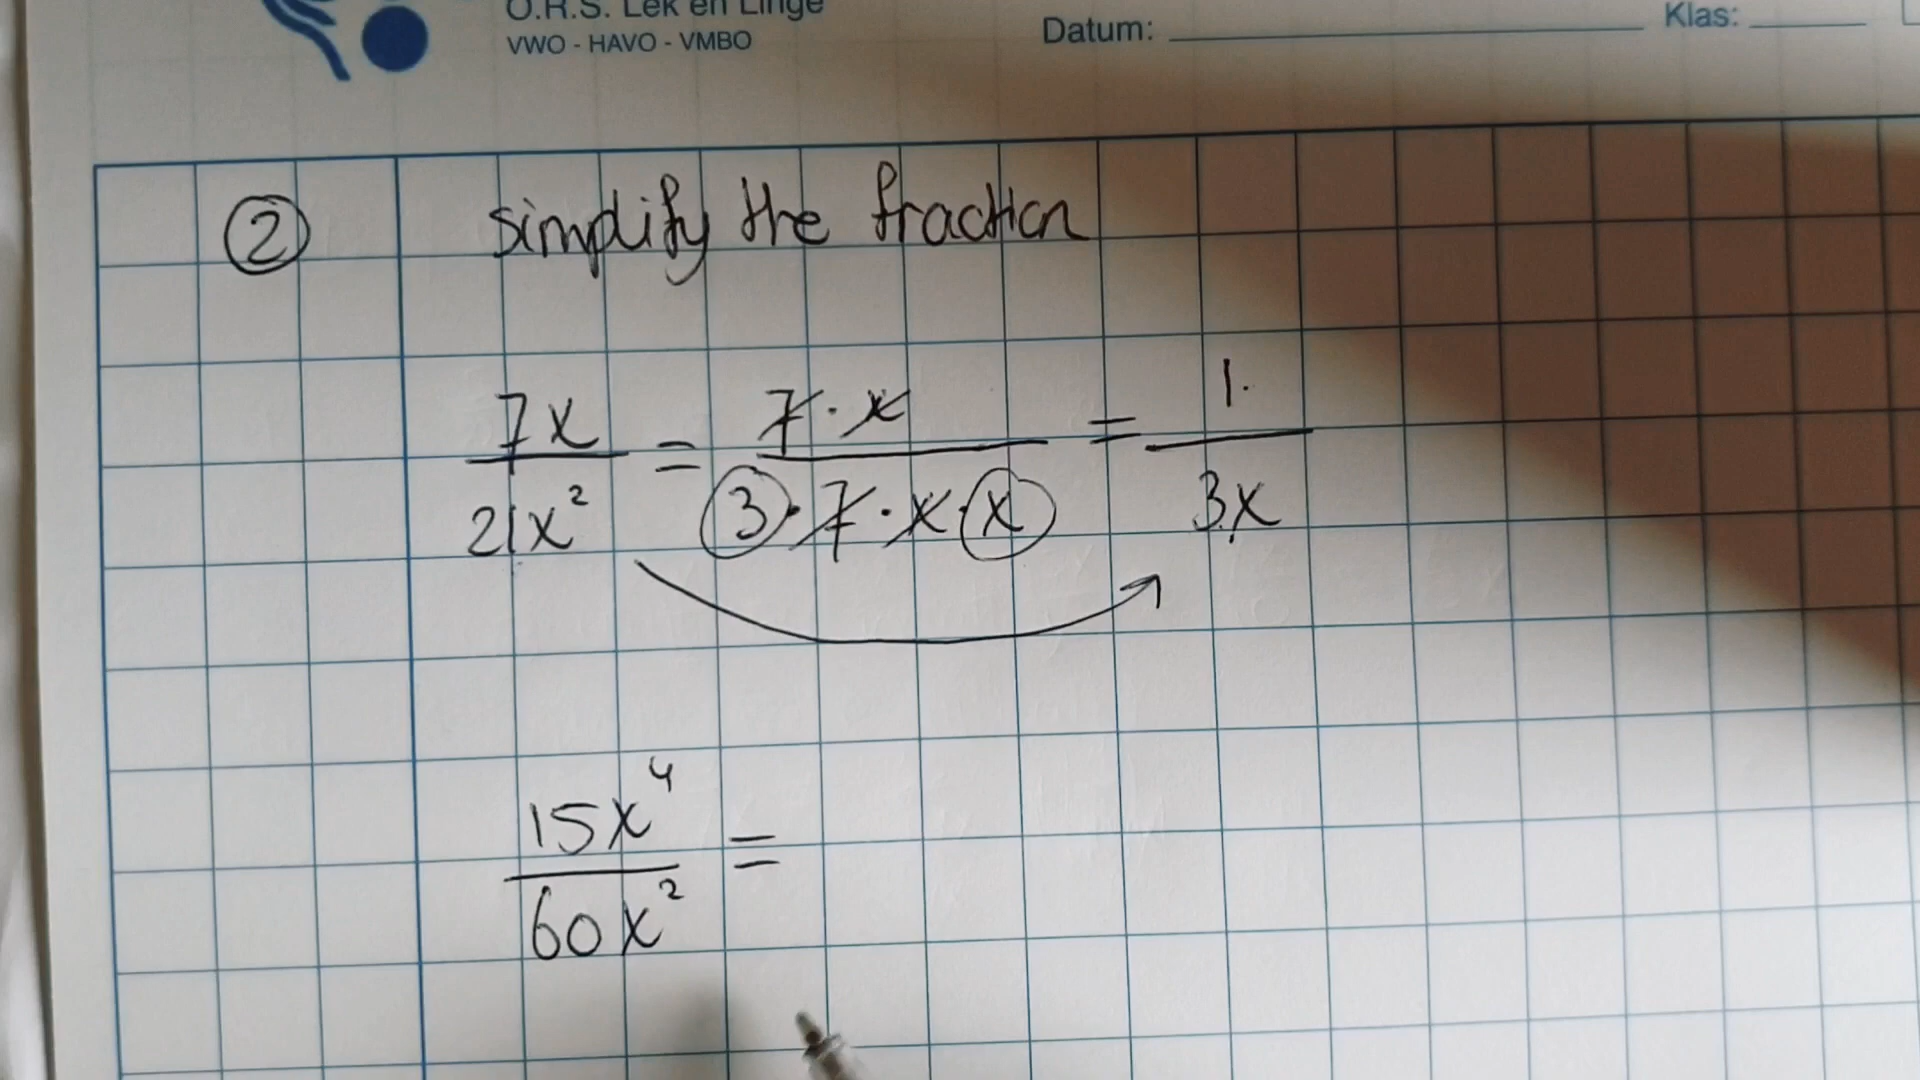 O.R.S. Lek en Linge
VWO - HAVO - VMBO
Datum:
Klas:
② simplify the fraction
7x / 21x² = 7·x / 3·7·x·x = 1 / 3x
15x⁴ / 60x² =